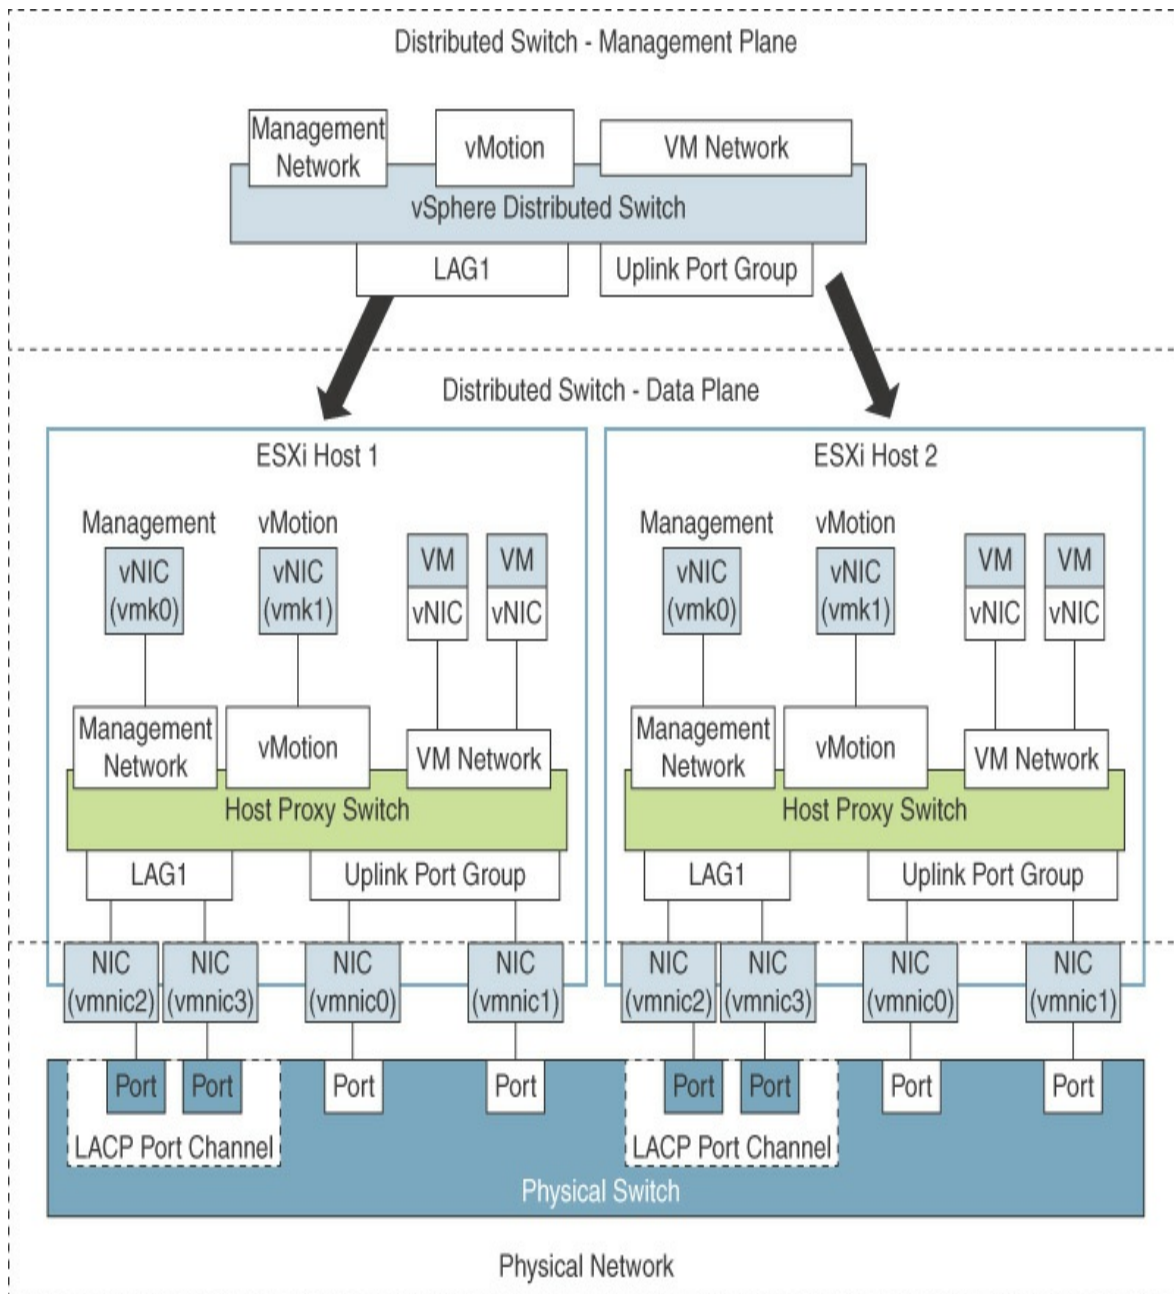 Distributed Switch - Management Plane
Management
Network
vMotion
VM Network
vSphere Distributed Switch
LAG1
Uplink Port Group
Distributed Switch - Data Plane
ESXi Host 1
Management
vMotion
vNIC
(vmk0)
vNIC
(vmk1)
VM
VM
vNIC
vNIC
Management
Network
vMotion
VM Network
Host Proxy Switch
LAG1
Uplink Port Group
NIC
(vmnic2)
NIC
(vmnic3)
NIC
(vmnic0)
NIC
(vmnic1)
ESXi Host 2
Management
vMotion
vNIC
(vmk0)
vNIC
(vmk1)
VM
VM
vNIC
vNIC
Management
Network
vMotion
VM Network
Host Proxy Switch
LAG1
Uplink Port Group
NIC
(vmnic2)
NIC
(vmnic3)
NIC
(vmnic0)
NIC
(vmnic1)
Port
Port
Port
Port
LACP Port Channel
Port
Port
Port
Port
LACP Port Channel
Physical Switch
Physical Network